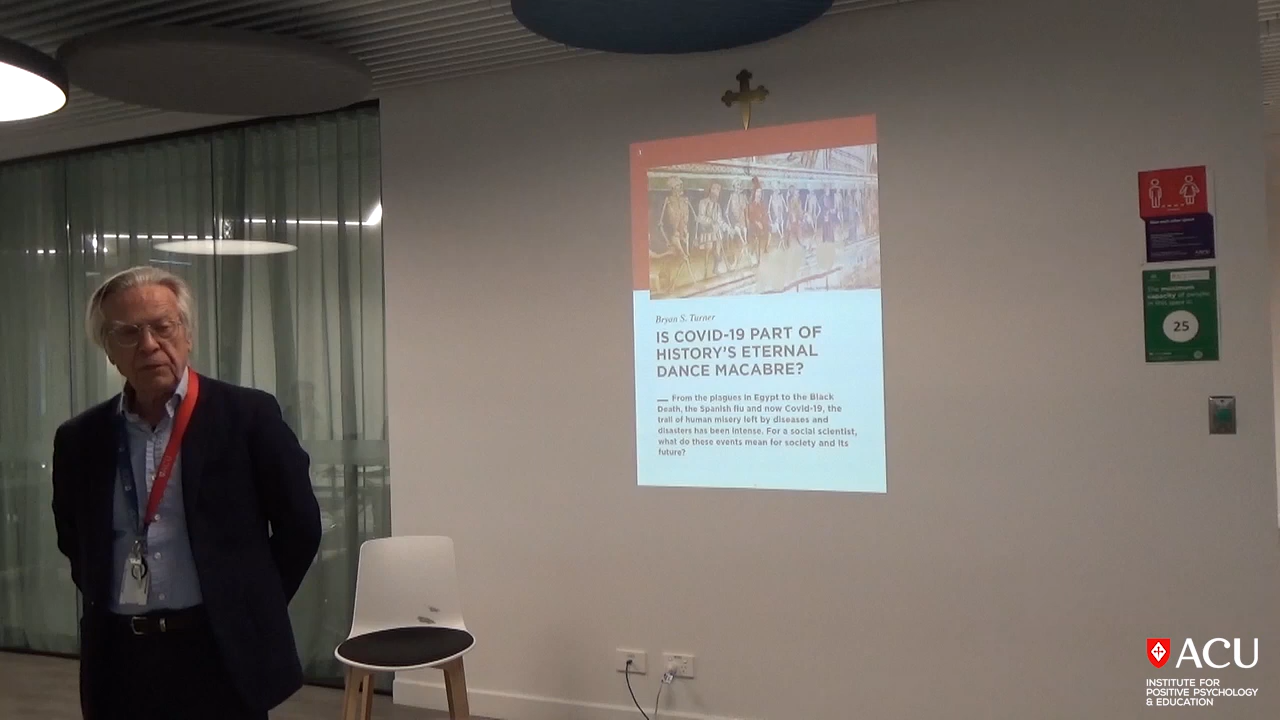 Bryan S. Turner
IS COVID-19 PART OF
HISTORY'S ETERNAL
DANCE MACABRE?
— From the plagues in Egypt to the Black
Death, the Spanish flu and now Covid-19, the
trail of human misery left by diseases and
disasters has been intense. For a social scientist,
what do these events mean for society and its
future?
The maximum
capacity of people
in this space is
25
ACU
INSTITUTE FOR
POSITIVE PSYCHOLOGY
& EDUCATION